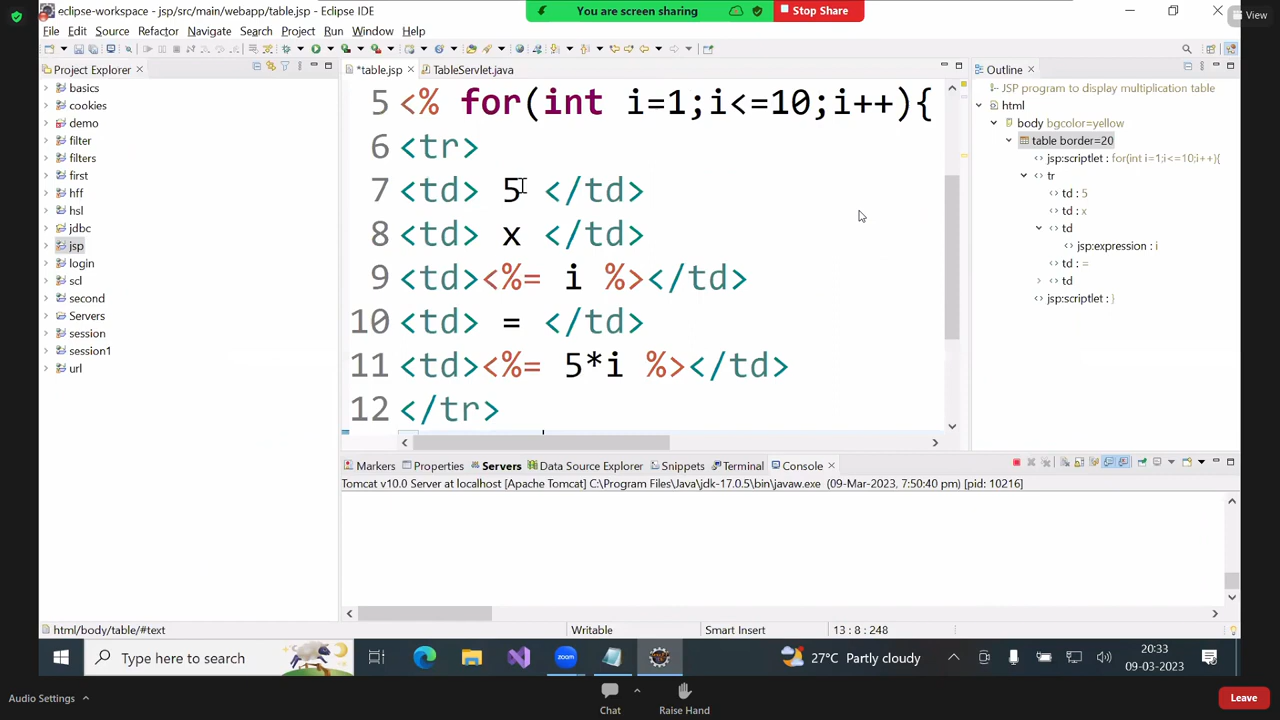 eclipse-workspace - jsp/src/main/webapp/table.jsp - Eclipse IDE
You are screen sharing
Stop Share
View
File Edit Source Refactor Navigate Search Project Run Window Help
Project Explorer
*table.jsp
TableServlet.java
Outline
basics
cookies
demo
filter
filters
first
hff
hsl
jdbc
jsp
login
scl
second
Servers
session
session1
url
5 <% for(int i=1;i<=10;i++){
6 <tr>
7 <td> 5 </td>
8 <td> x </td>
9 <td><%= i %></td>
10 <td> = </td>
11 <td><%= 5*i %></td>
12 </tr>
JSP program to display multiplication table
html
body bgcolor=yellow
table border=20
jsp:scriptlet : for(int i=1;i<=10;i++){
tr
td : 5
td : x
td
jsp:expression : i
td : =
td
jsp:scriptlet : }
Markers Properties Servers Data Source Explorer Snippets Terminal Console
Tomcat v10.0 Server at localhost [Apache Tomcat] C:\Program Files\Java\jdk-17.0.5\bin\javaw.exe (09-Mar-2023, 7:50:40 pm) [pid: 10216]
html/body/table/#text
Writable
Smart Insert
13 : 8 : 248
Type here to search
27°C Partly cloudy
20:33
09-03-2023
Audio Settings
Chat
Raise Hand
Leave